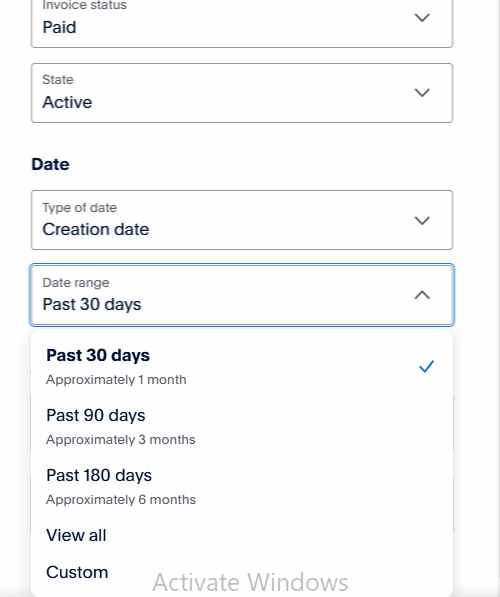 Invoice status
Paid
State
Active
Date
Type of date
Creation date
Date range
Past 30 days
Past 30 days
Approximately 1 month
Past 90 days
Approximately 3 months
Past 180 days
Approximately 6 months
View all
Custom
Activate Windows